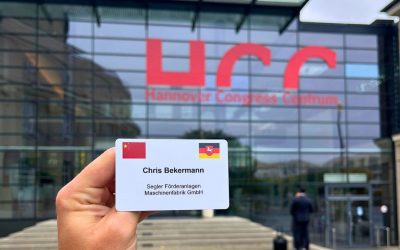 HCC
Hannover Congress Centrum
Chris Bekermann
Segler Förderanlagen
Maschinenfabrik GmbH